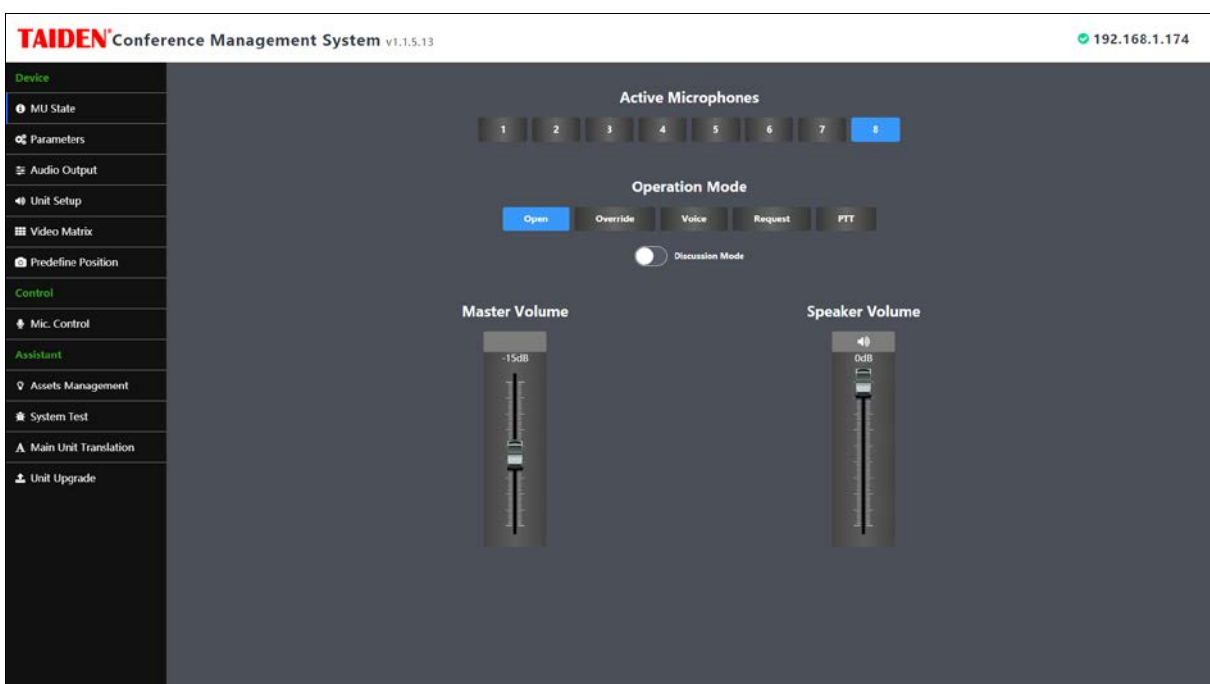 TAIDEN® Conference Management System v1.1.5.13
192.168.1.174
Device
MU State
Parameters
Audio Output
Unit Setup
Video Matrix
Predefine Position
Control
Mic. Control
Assistant
Assets Management
System Test
Main Unit Translation
Unit Upgrade
Active Microphones
1 2 3 4 5 6 7 8
Operation Mode
Open Override Voice Request PTT
Discussion Mode
Master Volume
-15dB
Speaker Volume
0dB